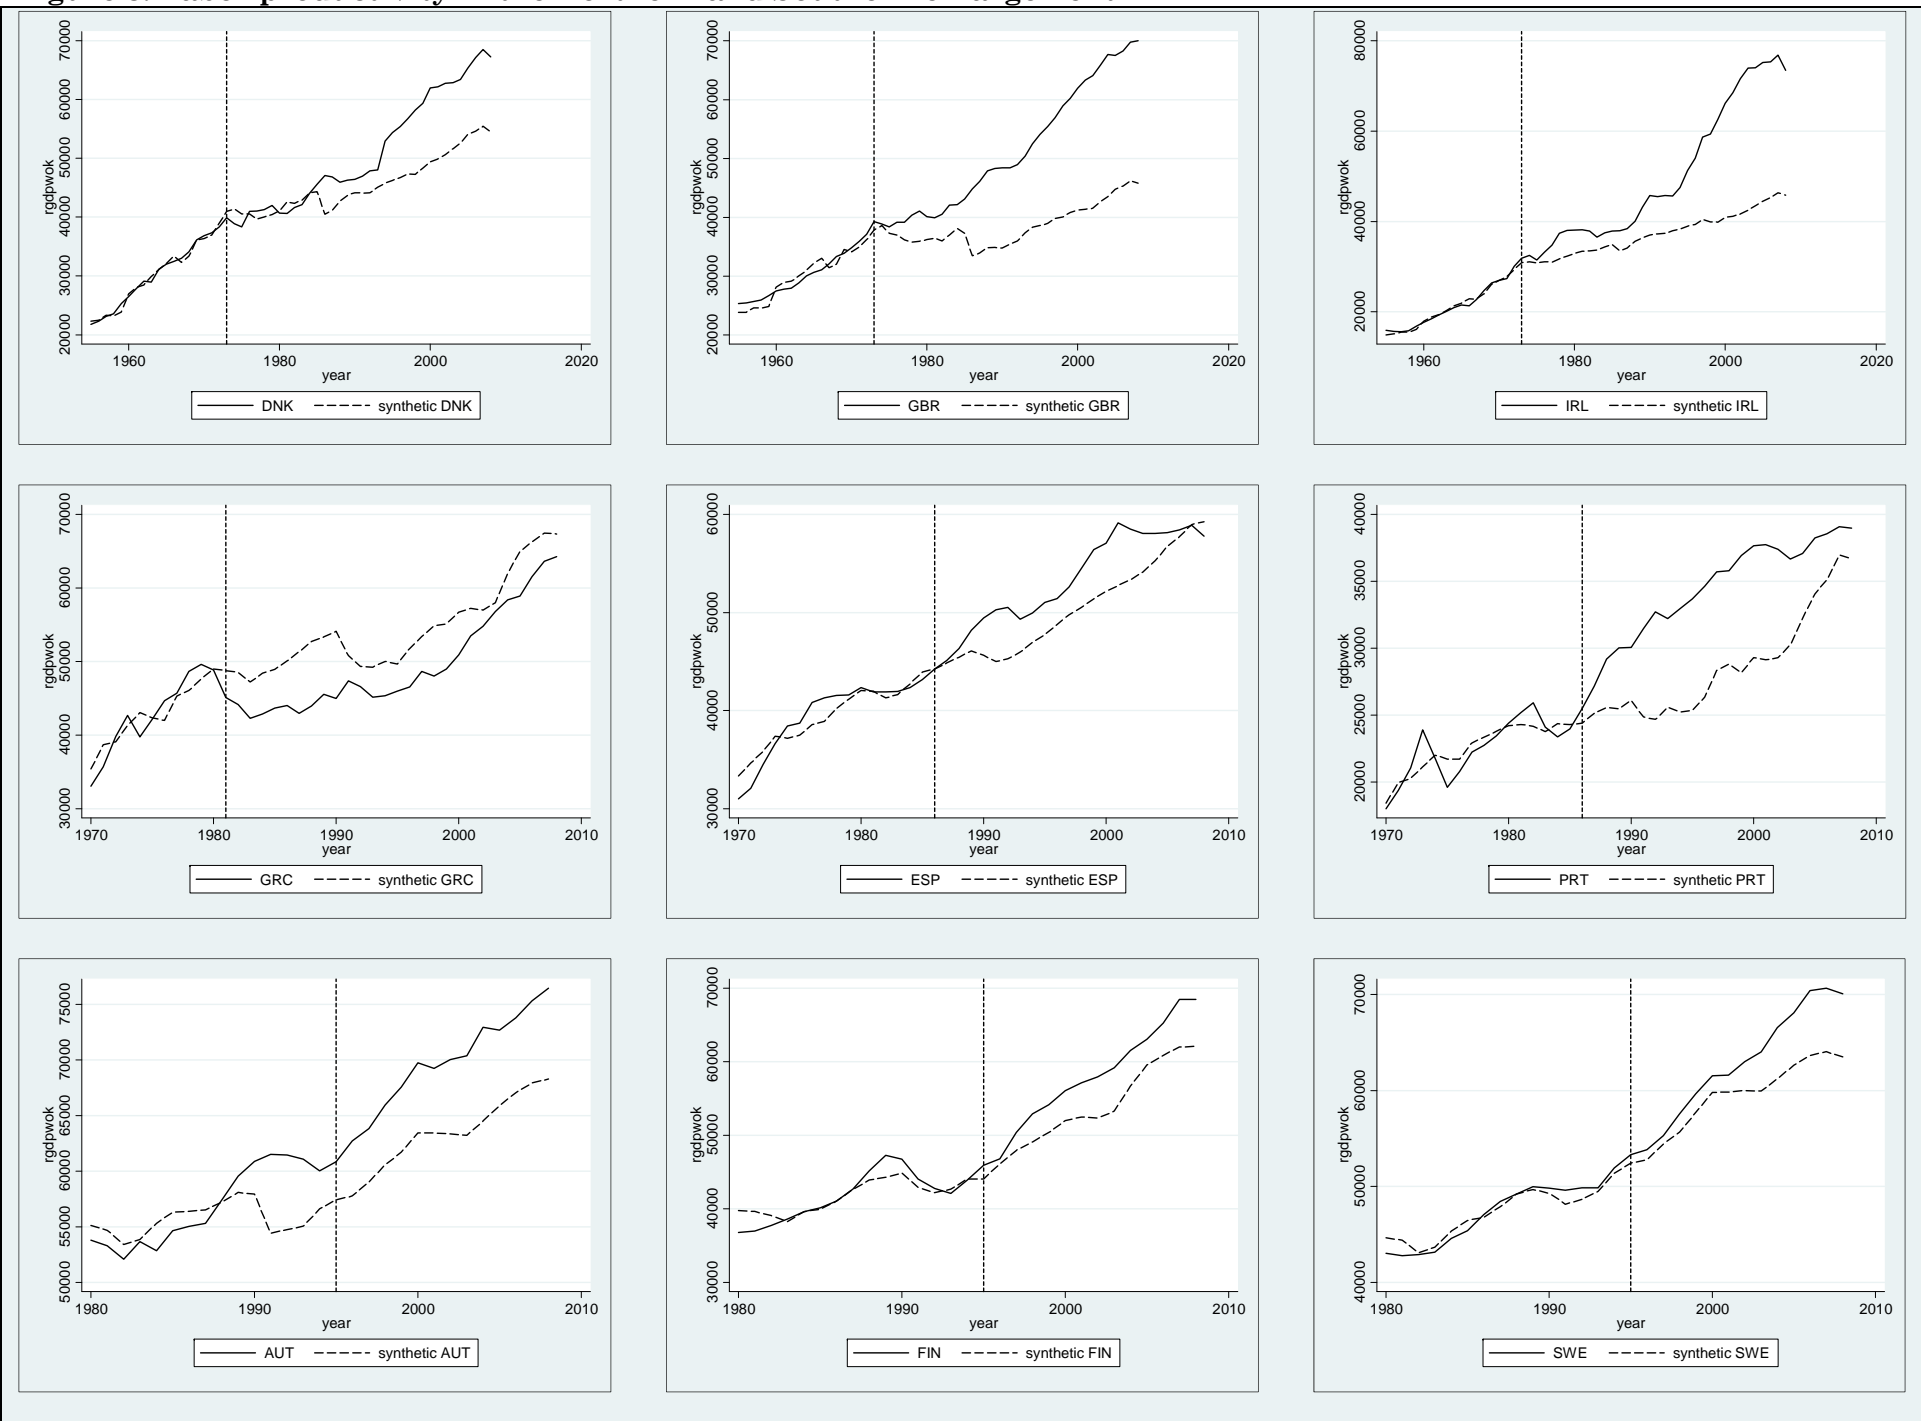 70000
60000
50000
40000
30000
20000
rgdpwok
1960 1980 2000 2020
year
DNK synthetic DNK
70000
60000
50000
40000
30000
20000
rgdpwok
1960 1980 2000 2020
year
GBR synthetic GBR
80000
60000
40000
20000
rgdpwok
1960 1980 2000 2020
year
IRL synthetic IRL
70000
60000
50000
40000
30000
rgdpwok
1970 1980 1990 2000 2010
year
GRC synthetic GRC
60000
50000
40000
30000
rgdpwok
1970 1980 1990 2000 2010
year
ESP synthetic ESP
40000
35000
30000
25000
20000
rgdpwok
1970 1980 1990 2000 2010
year
PRT synthetic PRT
75000
70000
65000
60000
55000
50000
rgdpwok
1980 1990 2000 2010
year
AUT synthetic AUT
70000
60000
50000
40000
30000
rgdpwok
1980 1990 2000 2010
year
FIN synthetic FIN
70000
60000
50000
40000
rgdpwok
1980 1990 2000 2010
year
SWE synthetic SWE